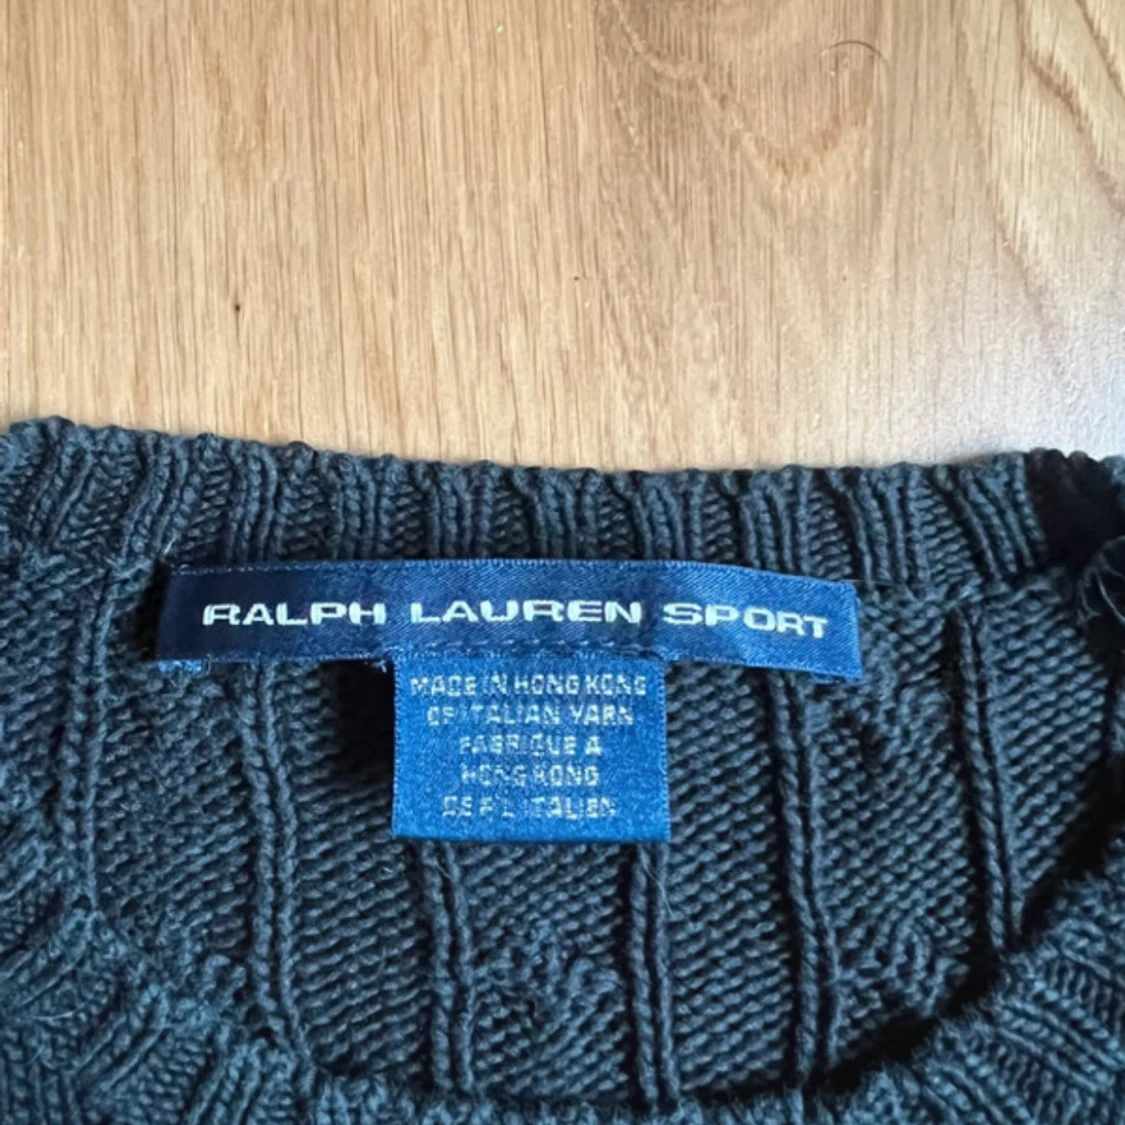 RALPH LAUREN SPORT
MADE IN HONG KONG
OF ITALIAN YARN
FABRIQUE A
HONG KONG
DE FIL ITALIEN